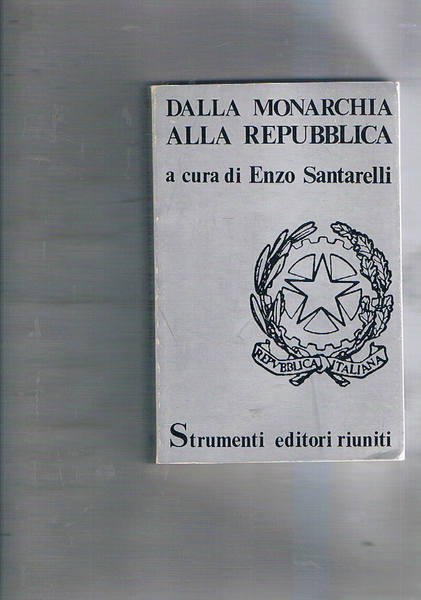 DALLA MONARCHIA
ALLA REPUBBLICA
a cura di Enzo Santarelli
REPVBBLICA ITALIANA
Strumenti editori riuniti